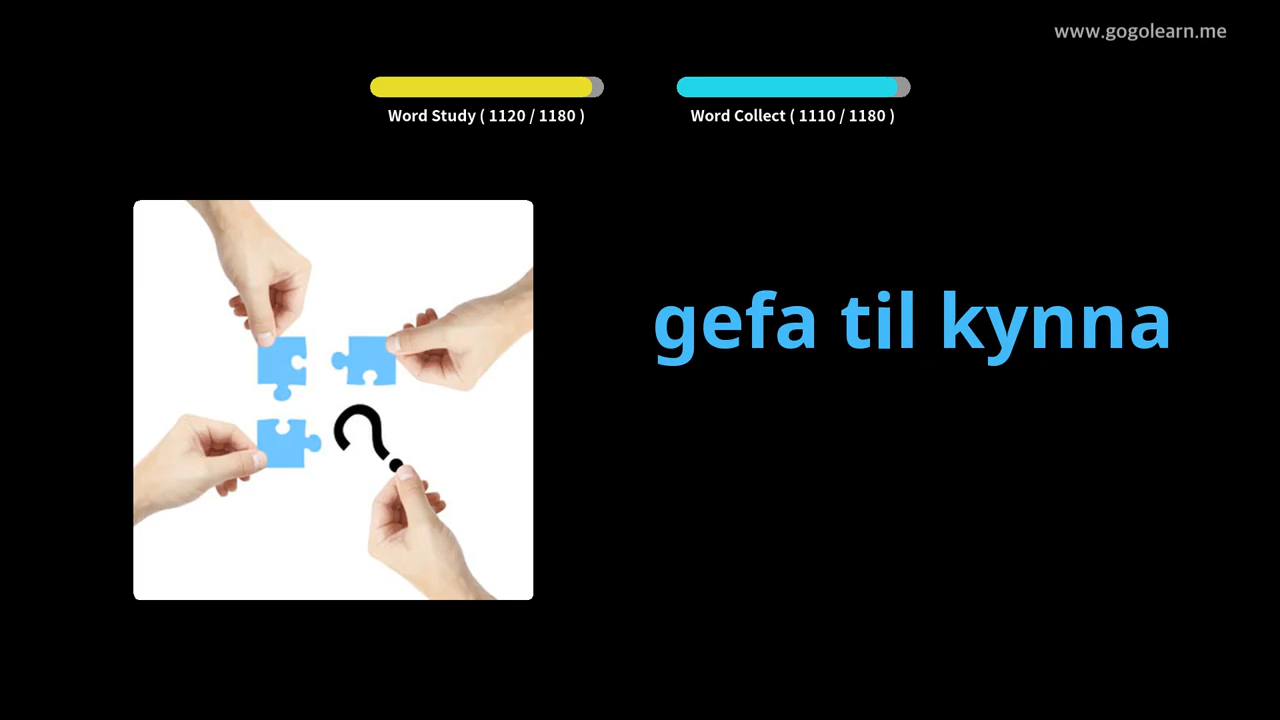 www.gogolearn.me
Word Study ( 1120 / 1180 )
Word Collect ( 1110 / 1180 )
gefa til kynna
?